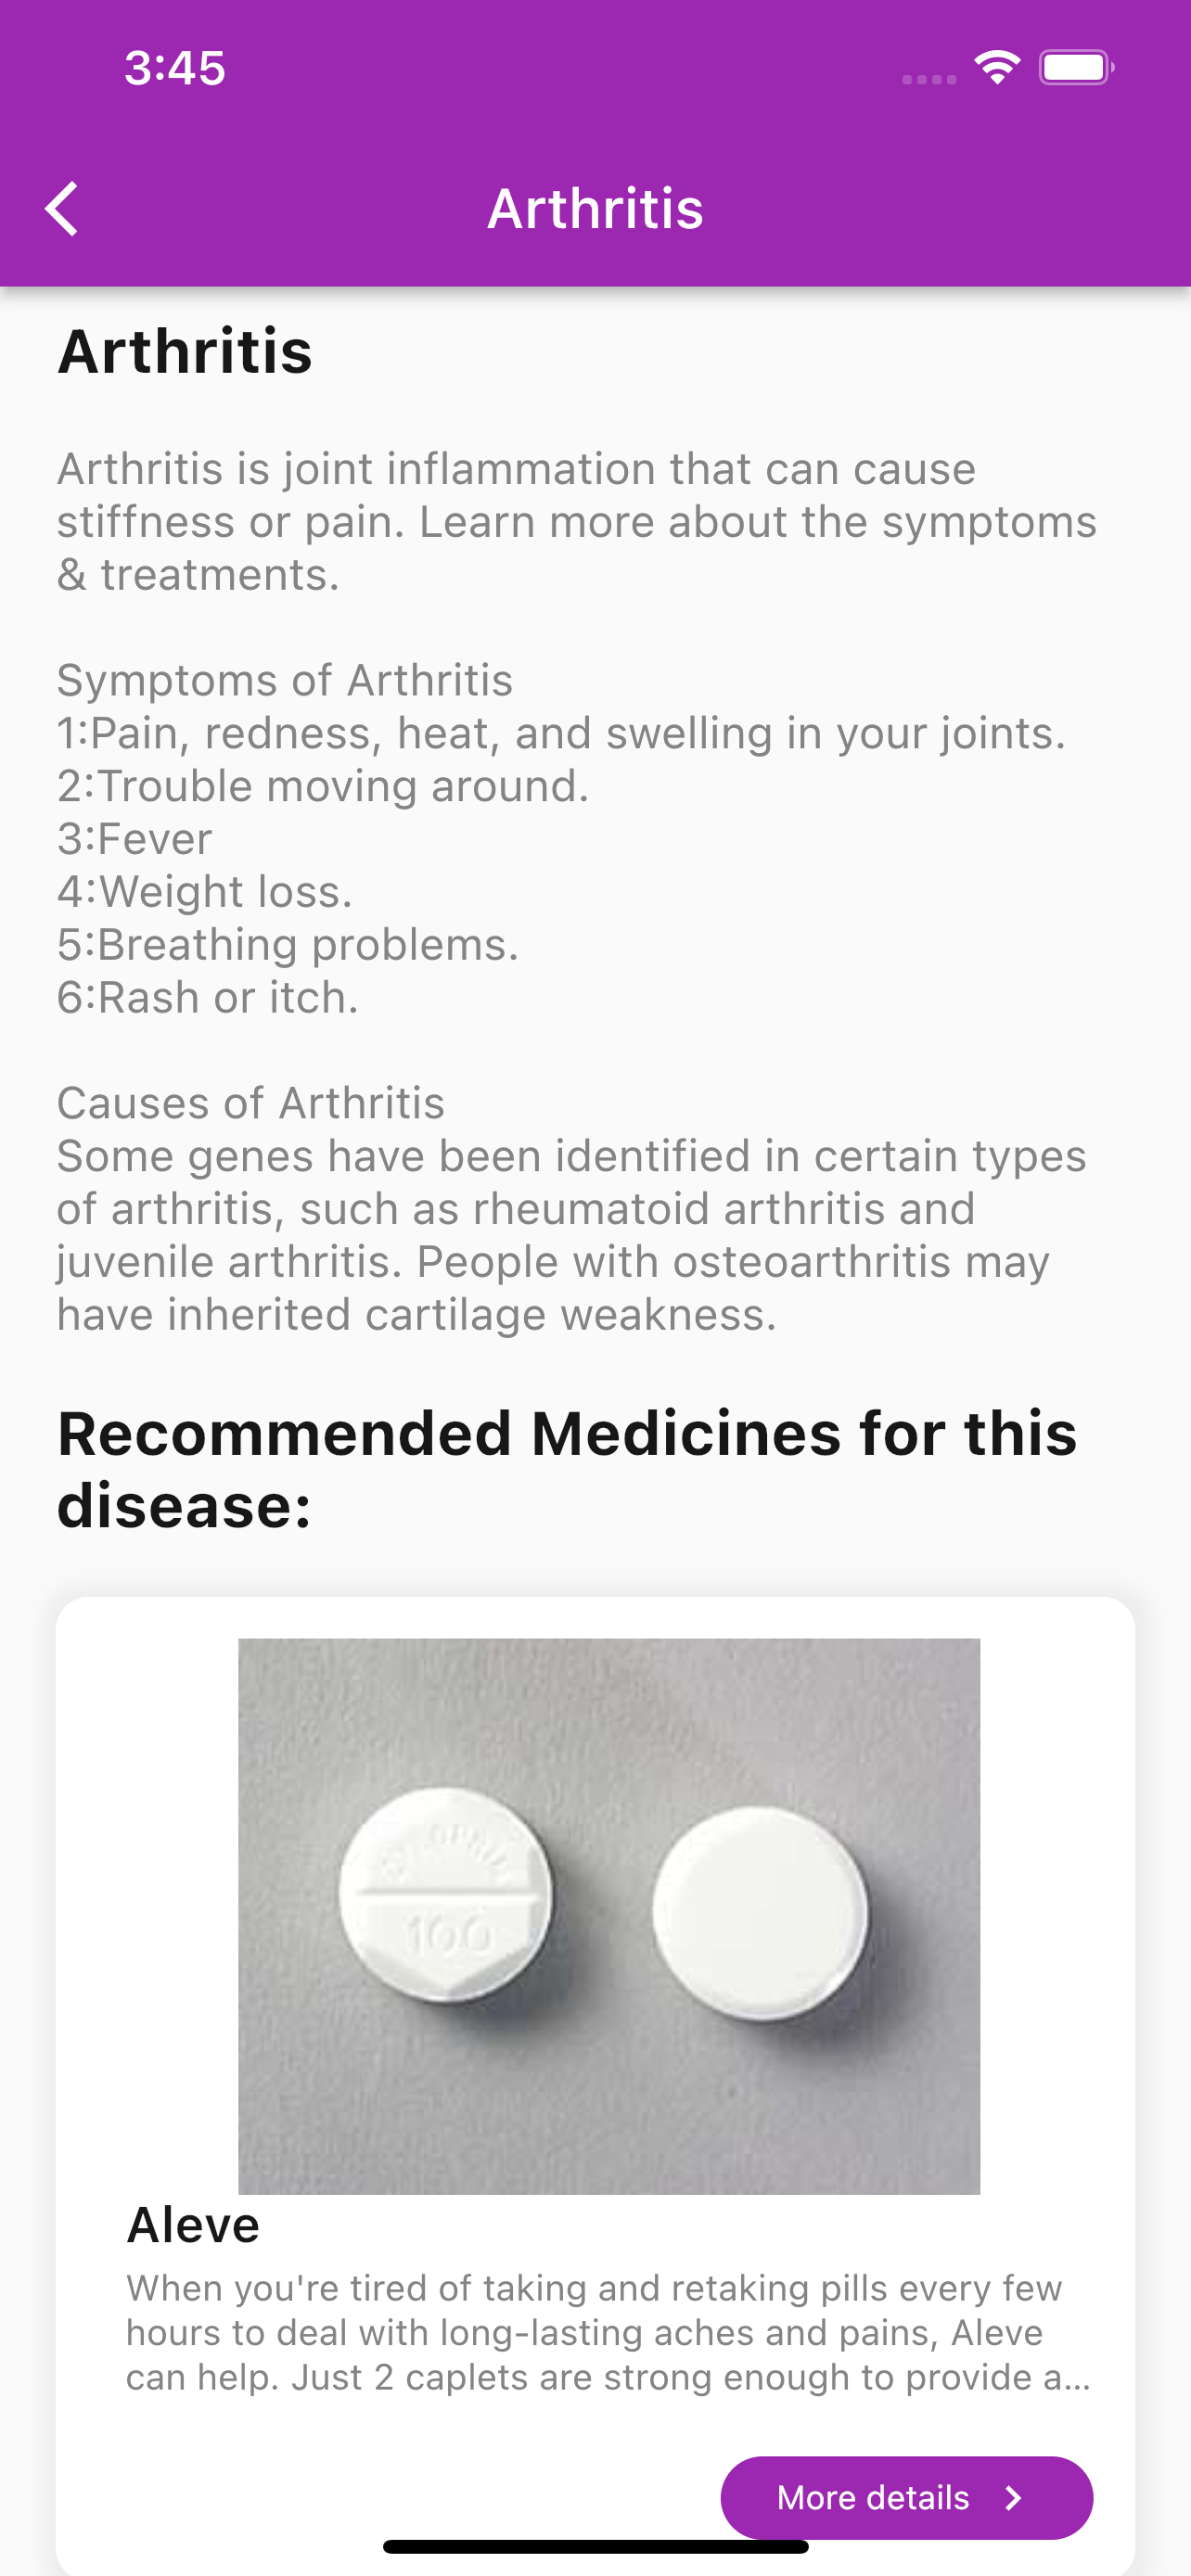 3:45
Arthritis
Arthritis
Arthritis is joint inflammation that can cause
stiffness or pain. Learn more about the symptoms
& treatments.
Symptoms of Arthritis
1:Pain, redness, heat, and swelling in your joints.
2:Trouble moving around.
3:Fever
4:Weight loss.
5:Breathing problems.
6:Rash or itch.
Causes of Arthritis
Some genes have been identified in certain types
of arthritis, such as rheumatoid arthritis and
juvenile arthritis. People with osteoarthritis may
have inherited cartilage weakness.
Recommended Medicines for this
disease:
100
Aleve
When you're tired of taking and retaking pills every few
hours to deal with long-lasting aches and pains, Aleve
can help. Just 2 caplets are strong enough to provide a...
More details